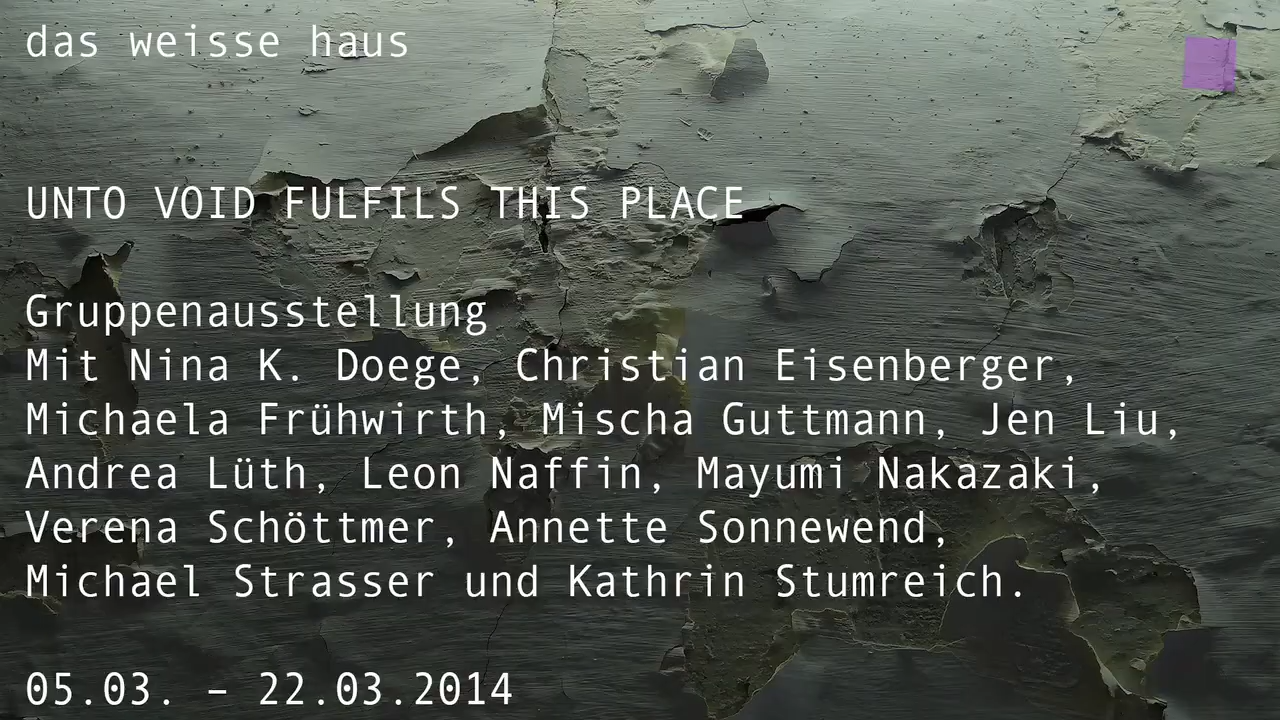 das weisse haus
UNTO VOID FULFILS THIS PLACE
Gruppenausstellung
Mit Nina K. Doege, Christian Eisenberger,
Michaela Frühwirth, Mischa Guttmann, Jen Liu,
Andrea Lüth, Leon Naffin, Mayumi Nakazaki,
Verena Schöttmer, Annette Sonnewend,
Michael Strasser und Kathrin Stumreich.
05.03. – 22.03.2014